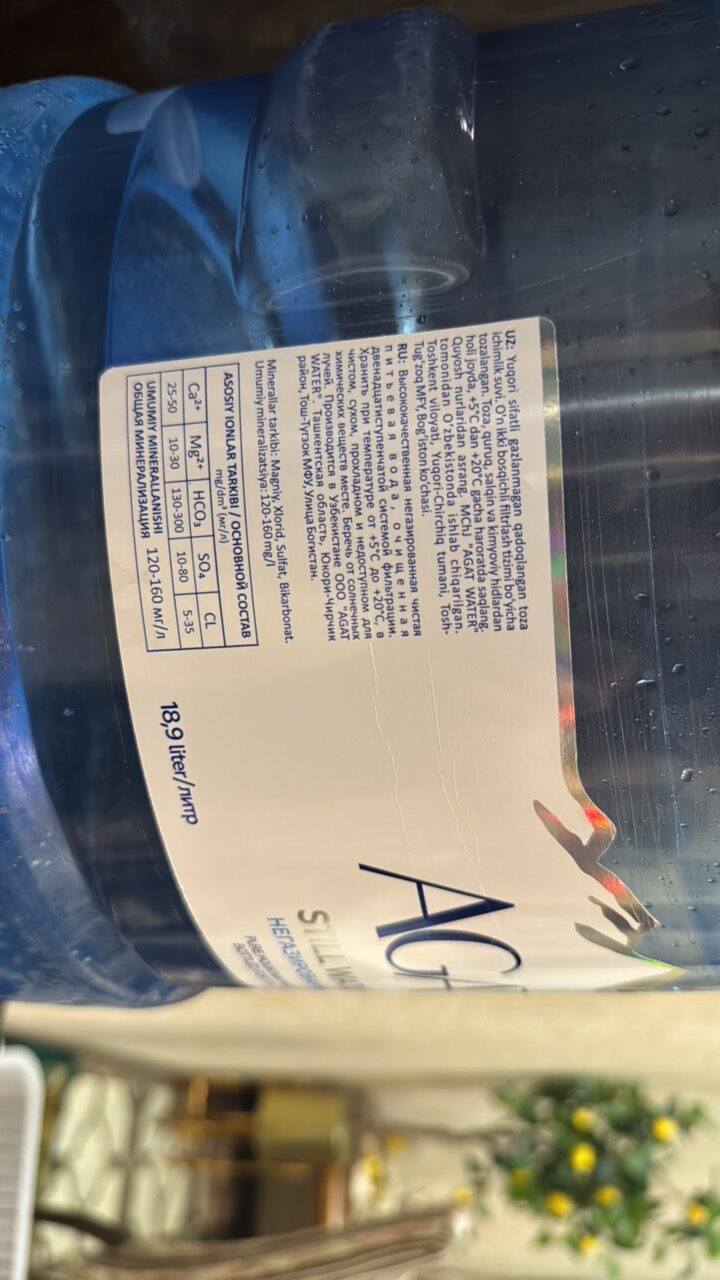 UZ: Yuqori sifatli gazlanmagan qadoqlangan toza
ichimlik suvi. O'n ikki bosqichli filtrlash tizimi bo'yicha
tozalangan. Toza, quruq, salqin va kimyoviy hidlardan
holi joyda, +5°C dan +20°C gacha haroratda saqlang.
Quyosh nurlaridan asrang. MChJ "AGAT WATER"
tomonidan O'zbekistonda ishlab chiqarilgan.
Toshkent viloyati, Yuqori-Chirchiq tumani, Tosh-
Tug'zoq MFY, Bog'iston ko'chasi.
RU: Высококачественная негазированная чистая
питьевая вода, очищенная
двенадцатиступенчатой системой фильтрации.
Хранить при температуре от +5°C до +20°C, в
чистом, сухом, прохладном и недоступном для
химических веществ месте. Беречь от солнечных
лучей. Производится в Узбекистане ООО "AGAT
WATER". Ташкентская область, Юкори-Чирчик
район, Тош-Тугзок МФУ, Улица Богистан.
Minerallar tarkibi: Magniy, Xlorid, Sulfat, Bikarbonat.
Umumiy mineralizatsiya: 120-160 mg/l
ASOSIY IONLAR TARKIBI / ОСНОВНОЙ СОСТАВ
mg/dm³ (мг/л)
Ca²⁺ Mg²⁺ HCO₃ SO₄ CL
25-50 10-30 130-300 10-80 5-35
UMUMIY MINERALLANISHI
ОБЩАЯ МИНЕРАЛИЗАЦИЯ 120-160 мг/л
18,9 liter/литр
AGA
STILL WAT
НЕГАЗИРОВАН